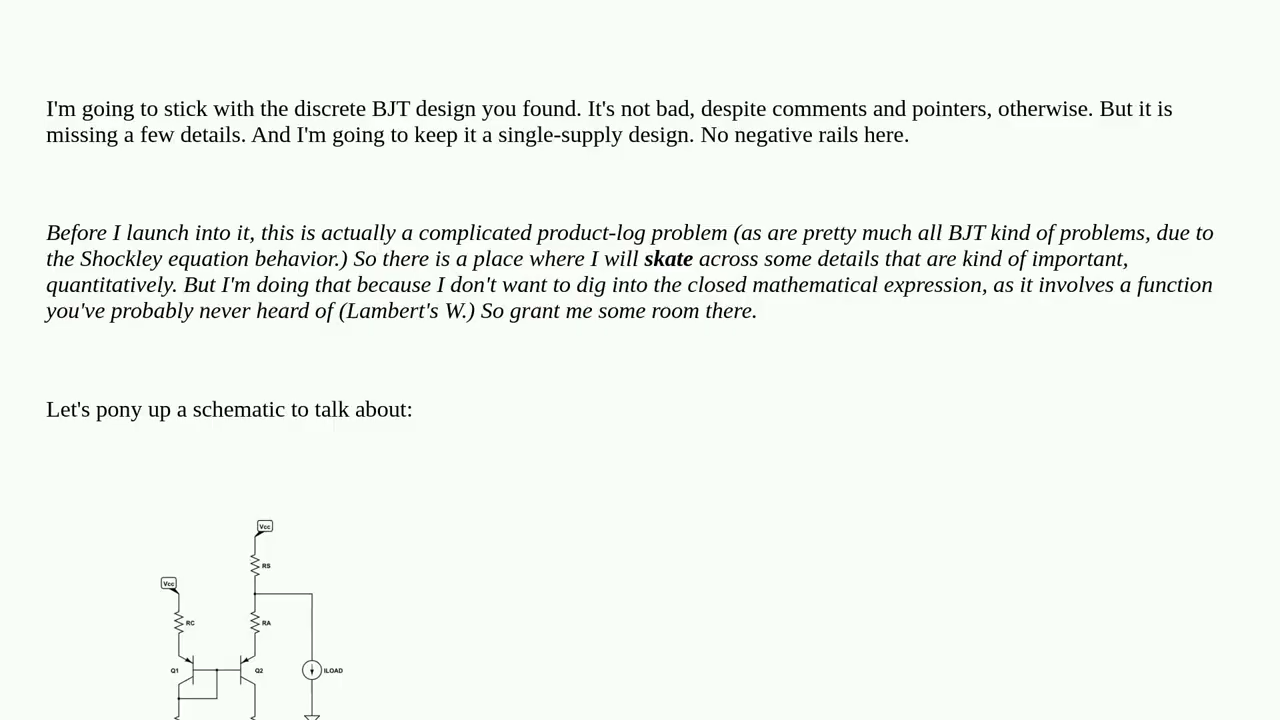 I'm going to stick with the discrete BJT design you found. It's not bad, despite comments and pointers, otherwise. But it is
missing a few details. And I'm going to keep it a single-supply design. No negative rails here.
Before I launch into it, this is actually a complicated product-log problem (as are pretty much all BJT kind of problems, due to
the Shockley equation behavior.) So there is a place where I will skate across some details that are kind of important,
quantitatively. But I'm doing that because I don't want to dig into the closed mathematical expression, as it involves a function
you've probably never heard of (Lambert's W.) So grant me some room there.
Let's pony up a schematic to talk about:
Vcc
RS
Vcc
RC
RA
Q1
Q2
ILOAD